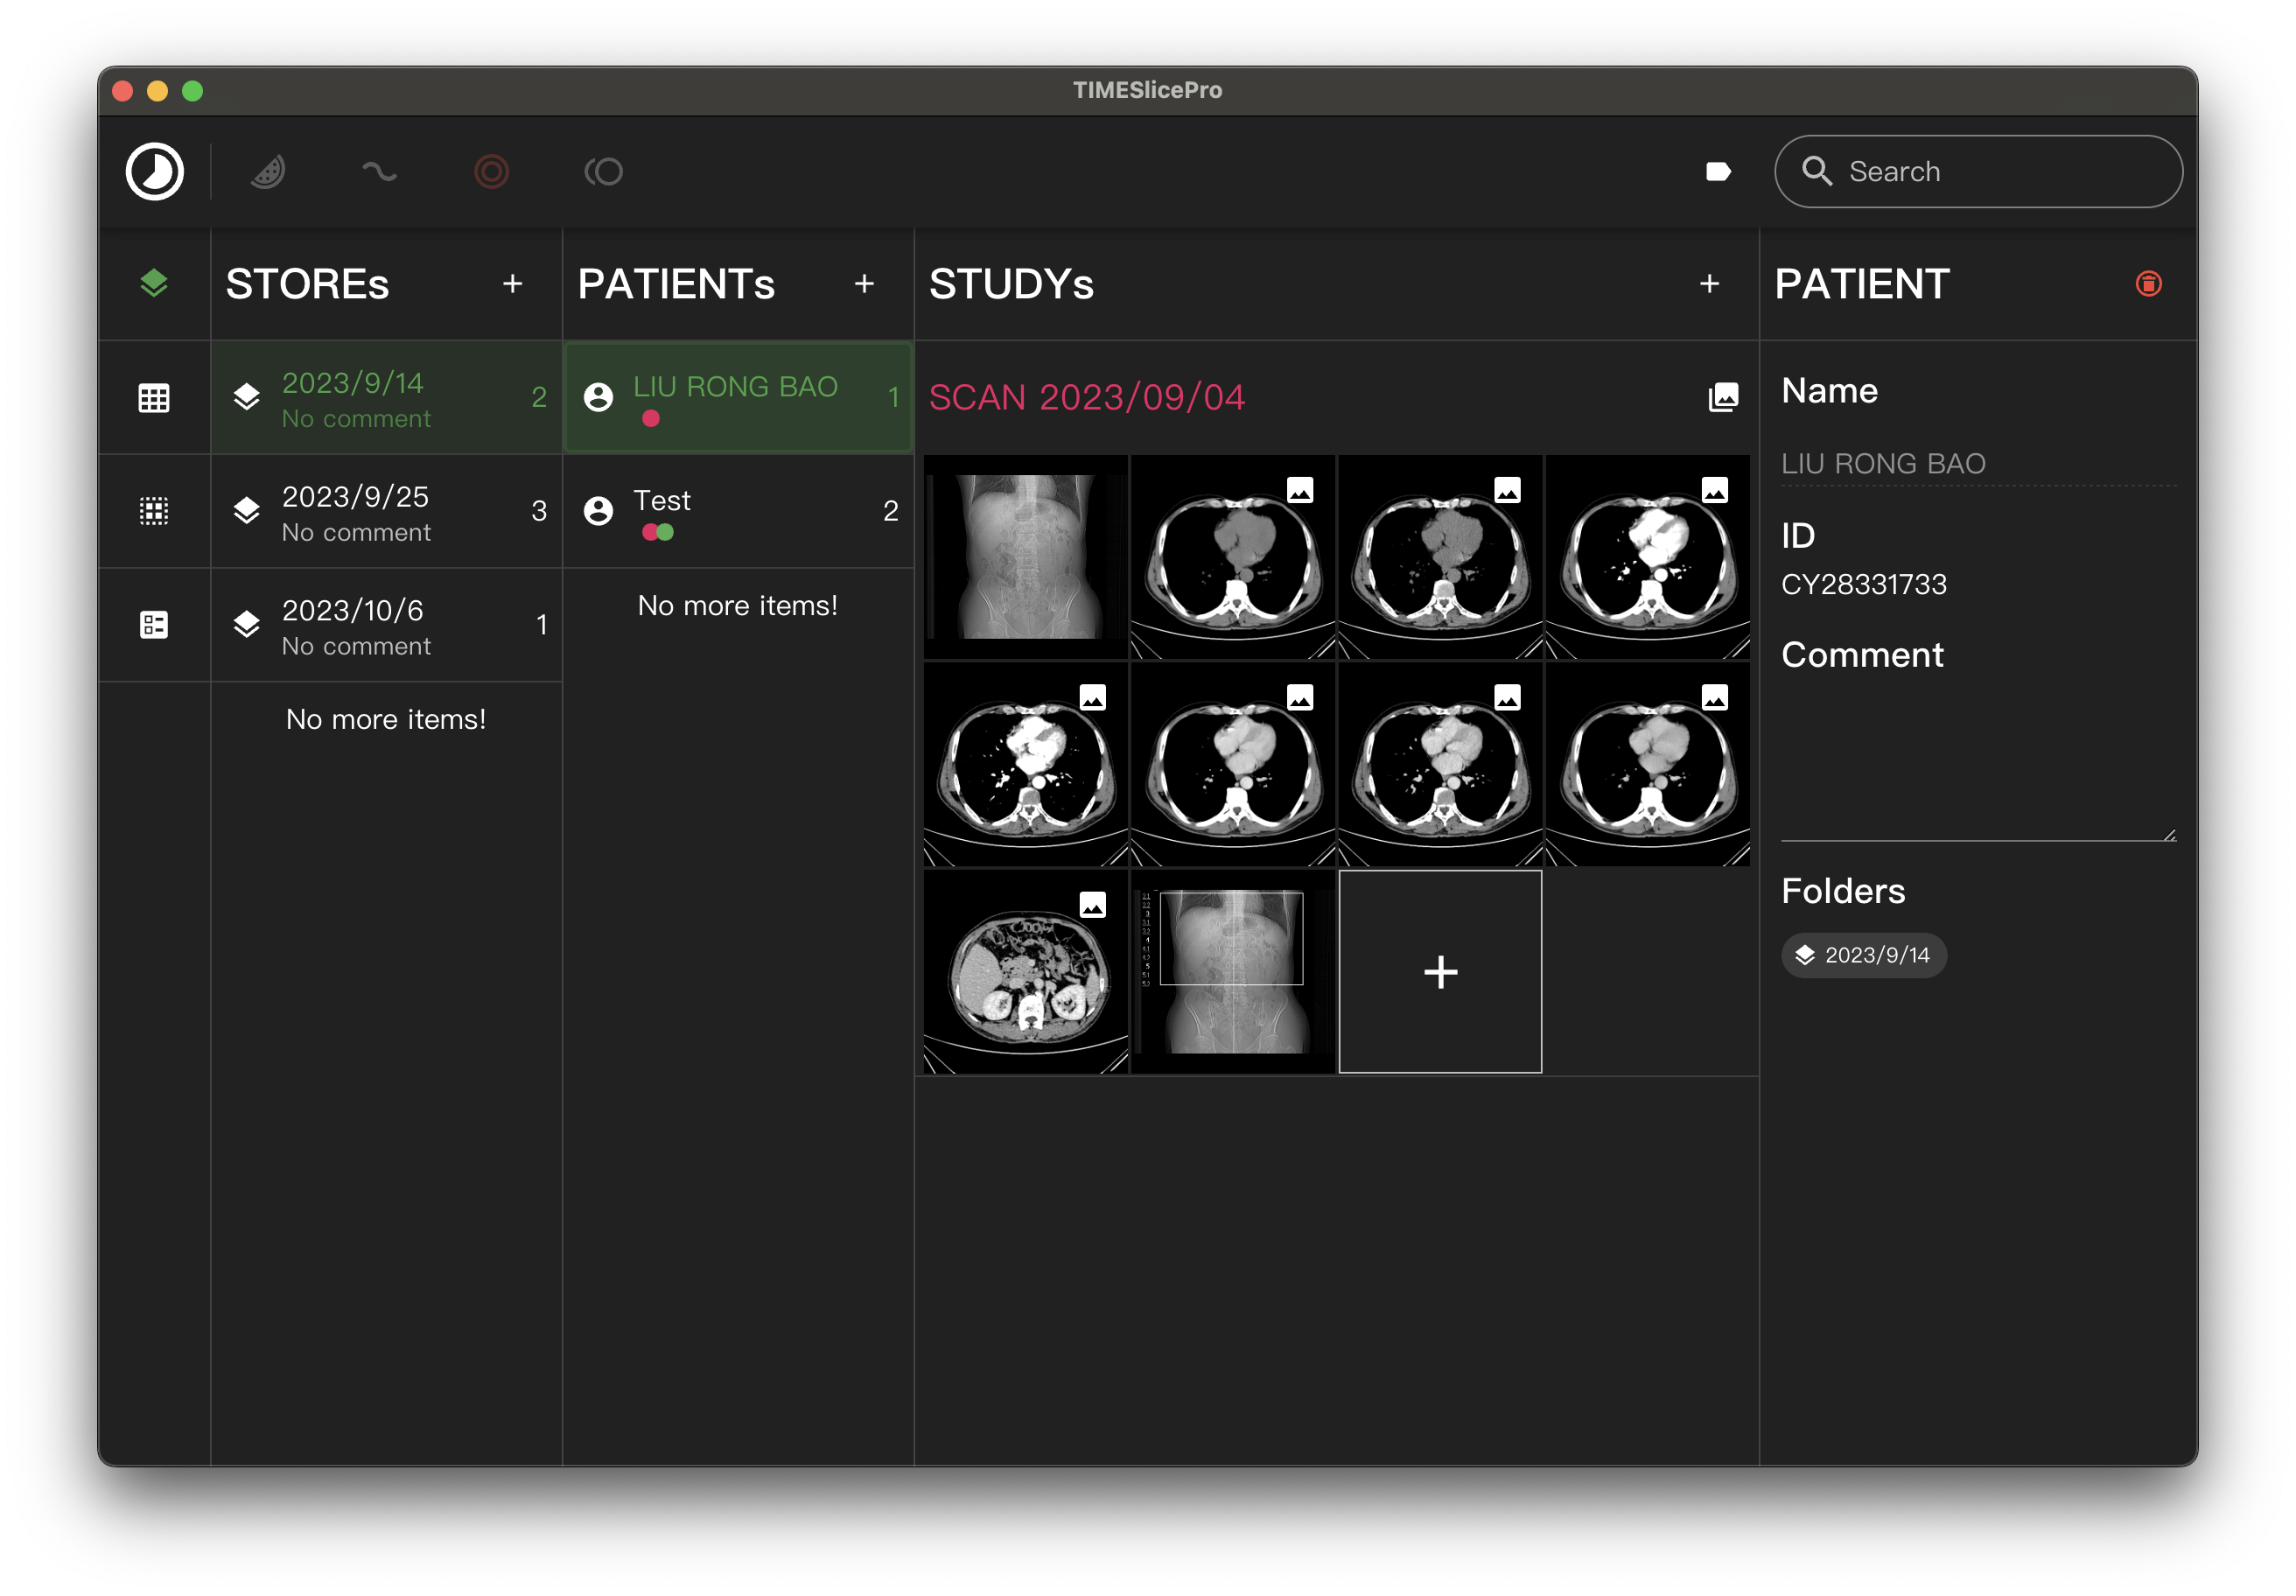 TIMESlicePro
Search
STOREs +
PATIENTs +
STUDYs +
PATIENT
2023/9/14 2
No comment
2023/9/25 3
No comment
2023/10/6 1
No comment
No more items!
LIU RONG BAO 1
Test 2
No more items!
SCAN 2023/09/04
+
Name
LIU RONG BAO
ID
CY28331733
Comment
Folders
2023/9/14